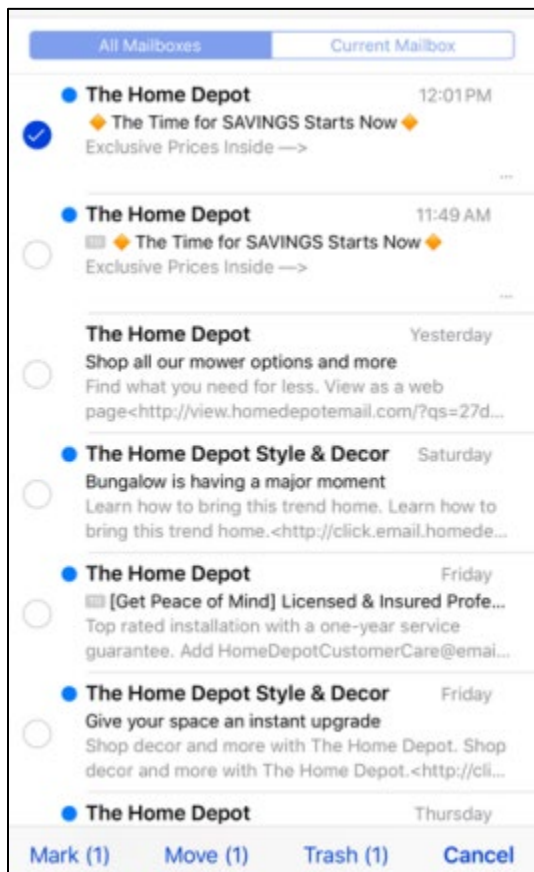 All Mailboxes Current Mailbox
The Home Depot 12:01 PM
🔶 The Time for SAVINGS Starts Now 🔶
Exclusive Prices Inside —>
...
The Home Depot 11:49 AM
TO 🔶 The Time for SAVINGS Starts Now 🔶
Exclusive Prices Inside —>
...
The Home Depot Yesterday
Shop all our mower options and more
Find what you need for less. View as a web
page<http://view.homedepotemail.com/?qs=27d...
The Home Depot Style & Decor Saturday
Bungalow is having a major moment
Learn how to bring this trend home. Learn how to
bring this trend home.<http://click.email.homede...
The Home Depot Friday
TO [Get Peace of Mind] Licensed & Insured Profe...
Top rated installation with a one-year service
guarantee. Add HomeDepotCustomerCare@emai...
The Home Depot Style & Decor Friday
Give your space an instant upgrade
Shop decor and more with The Home Depot. Shop
decor and more with The Home Depot.<http://cli...
The Home Depot Thursday
Mark (1) Move (1) Trash (1) Cancel